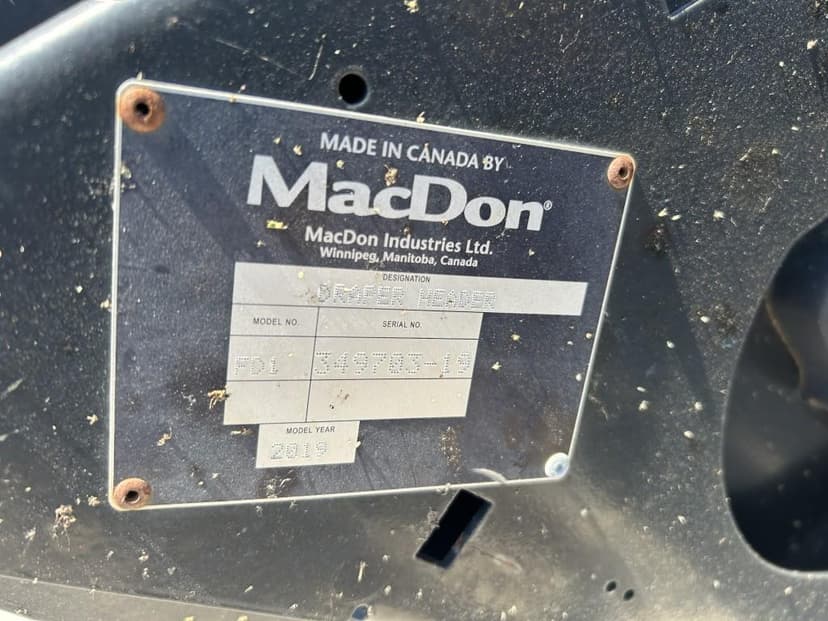 MADE IN CANADA BY
MacDon®
MacDon Industries Ltd.
Winnipeg, Manitoba, Canada
DESIGNATION
DRAPER HEADER
MODEL NO. SERIAL NO.
FD1 349703-19
MODEL YEAR
2019